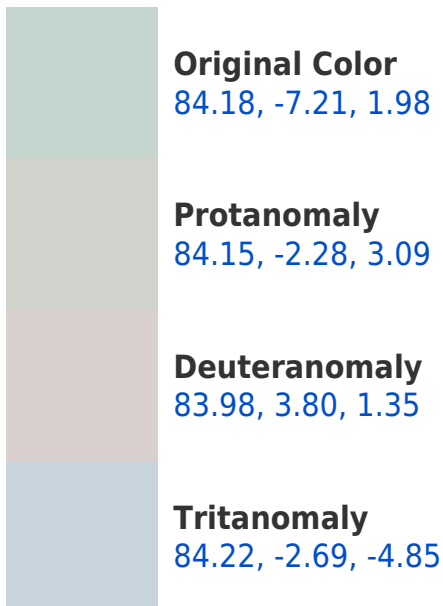 Original Color
84.18, -7.21, 1.98
Protanomaly
84.15, -2.28, 3.09
Deuteranomaly
83.98, 3.80, 1.35
Tritanomaly
84.22, -2.69, -4.85